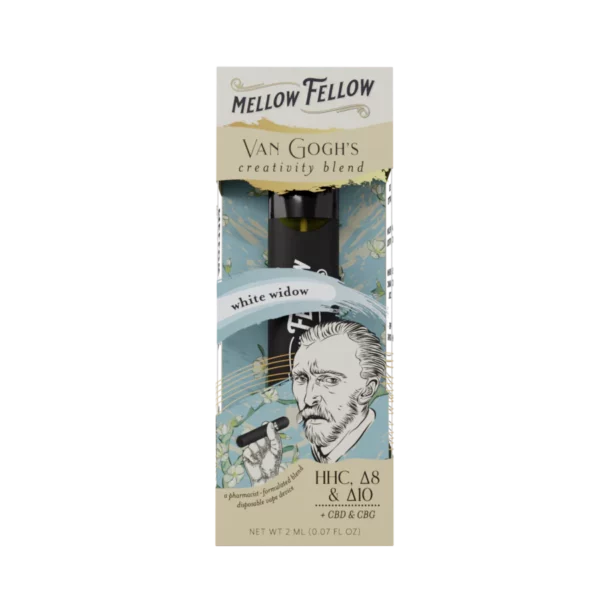 MELLOW FELLOW
VAN GOGH'S
creativity blend
white widow
HHC, Δ8
& Δ10
+ CBD & CBG
a pharmacist-formulated blend
disposable vape device
NET WT 2 ML (0.07 FL OZ)